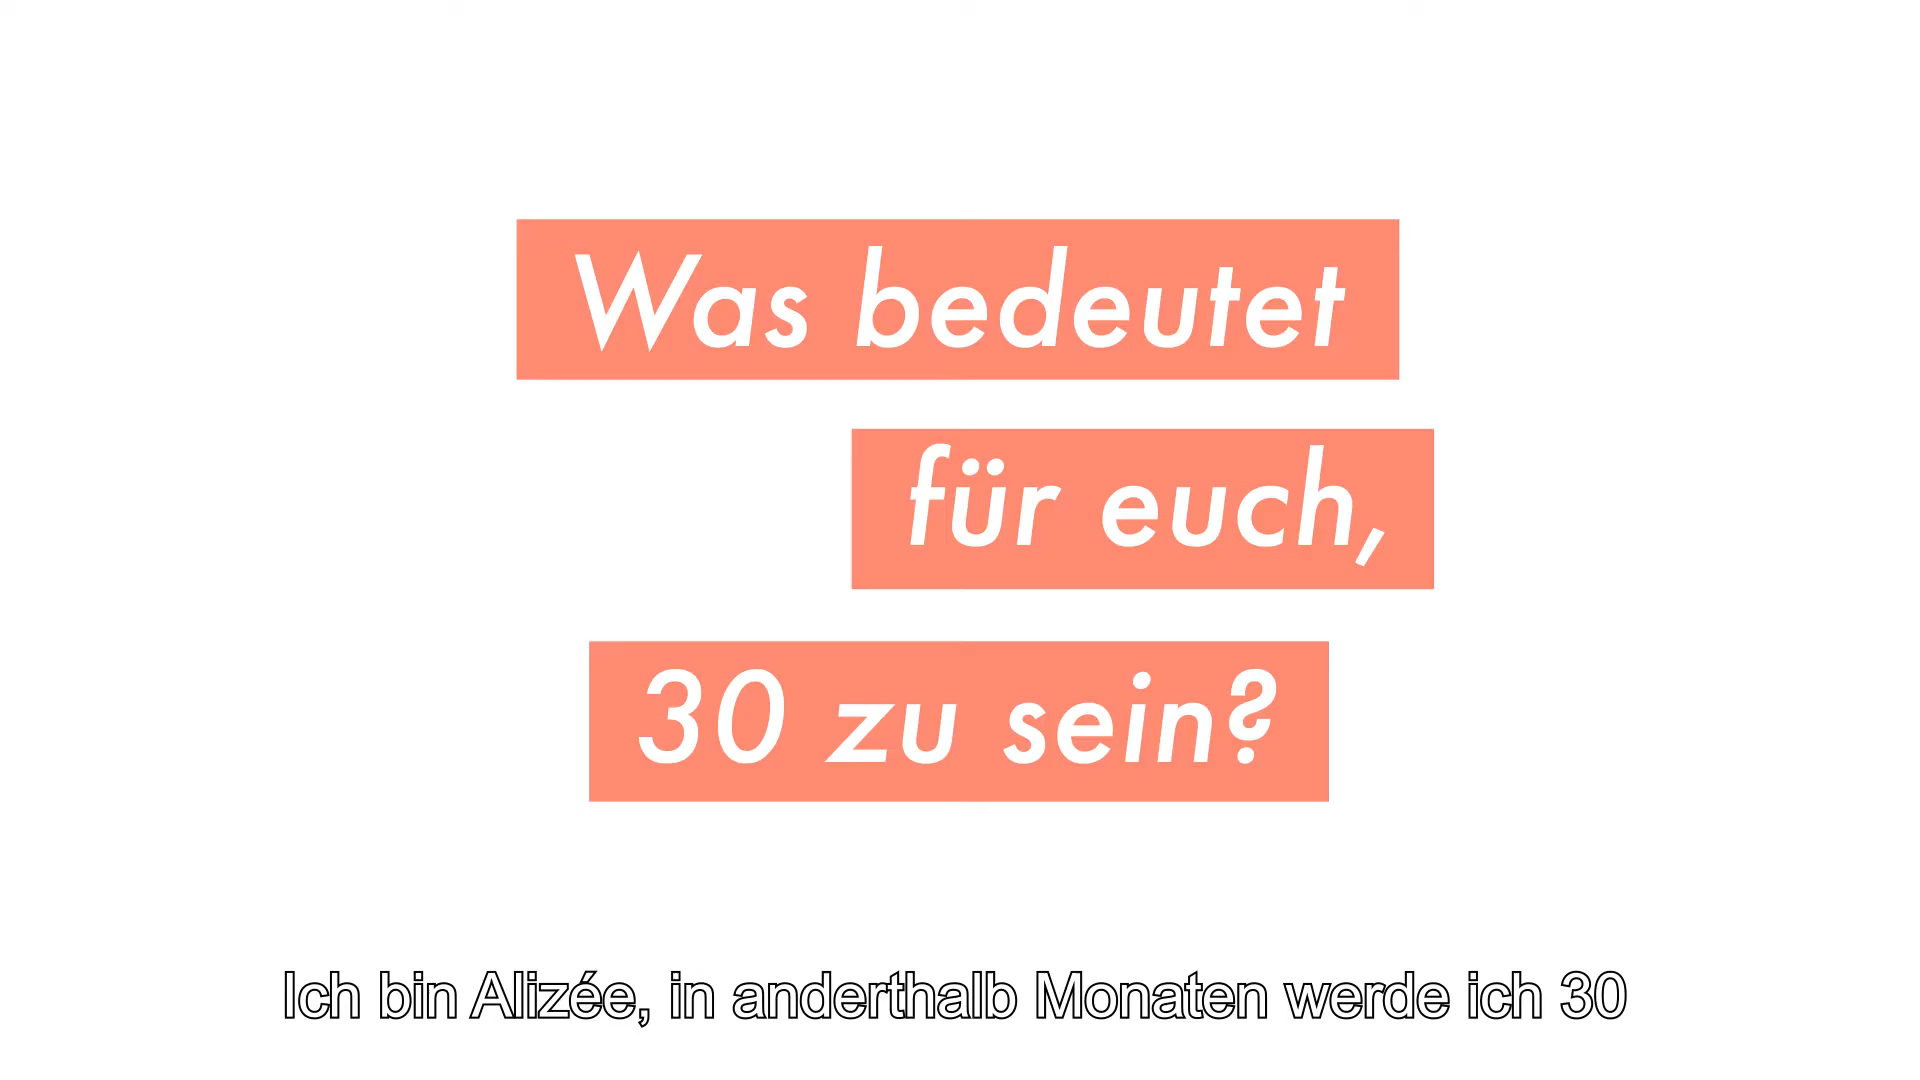 Was bedeutet
für euch,
30 zu sein?
Ich bin Alizée, in anderthalb Monaten werde ich 30